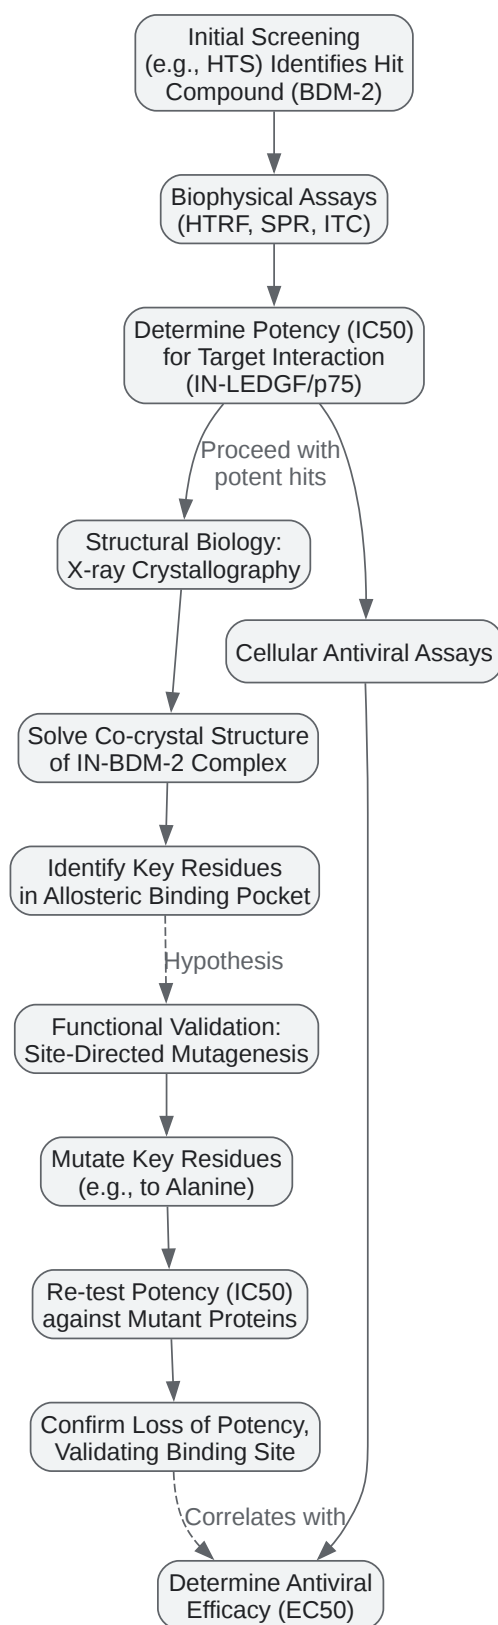 Initial Screening
(e.g., HTS) Identifies Hit
Compound (BDM-2)
Biophysical Assays
(HTRF, SPR, ITC)
Determine Potency (IC50)
for Target Interaction
(IN-LEDGF/p75)
Proceed with
potent hits
Structural Biology:
X-ray Crystallography
Cellular Antiviral Assays
Solve Co-crystal Structure
of IN-BDM-2 Complex
Identify Key Residues
in Allosteric Binding Pocket
Hypothesis
Functional Validation:
Site-Directed Mutagenesis
Mutate Key Residues
(e.g., to Alanine)
Re-test Potency (IC50)
against Mutant Proteins
Confirm Loss of Potency,
Validating Binding Site
Correlates with
Determine Antiviral
Efficacy (EC50)